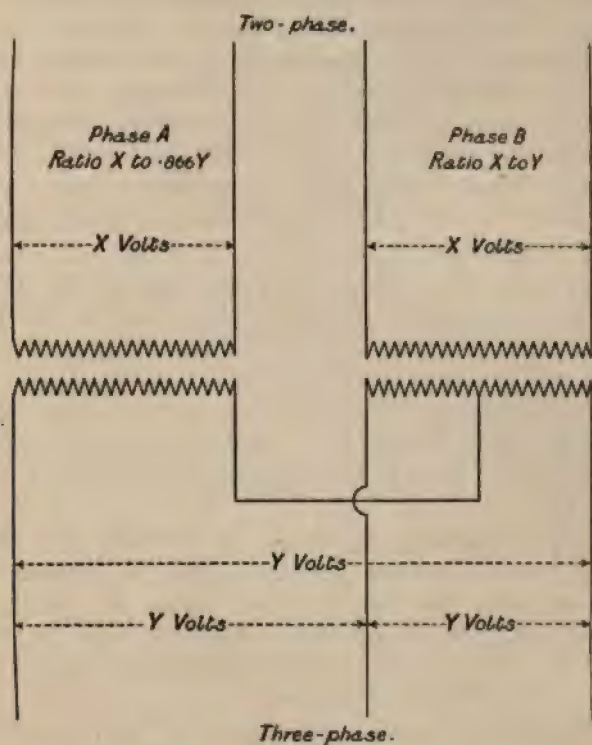 Two-phase.
Phase A
Ratio X to ·866Y
Phase B
Ratio X to Y
X Volts
X Volts
Y Volts
Y Volts
Y Volts
Three-phase.